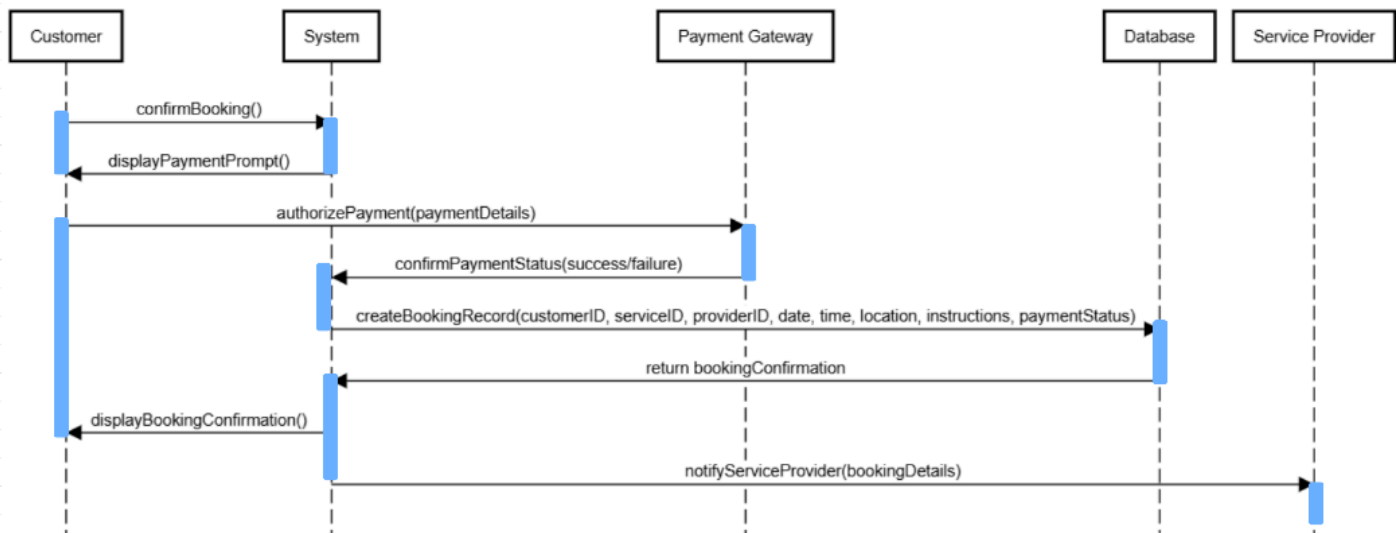 Customer
System
Payment Gateway
Database
Service Provider
confirmBooking()
displayPaymentPrompt()
authorizePayment(paymentDetails)
confirmPaymentStatus(success/failure)
createBookingRecord(customerID, serviceID, providerID, date, time, location, instructions, paymentStatus)
return bookingConfirmation
displayBookingConfirmation()
notifyServiceProvider(bookingDetails)